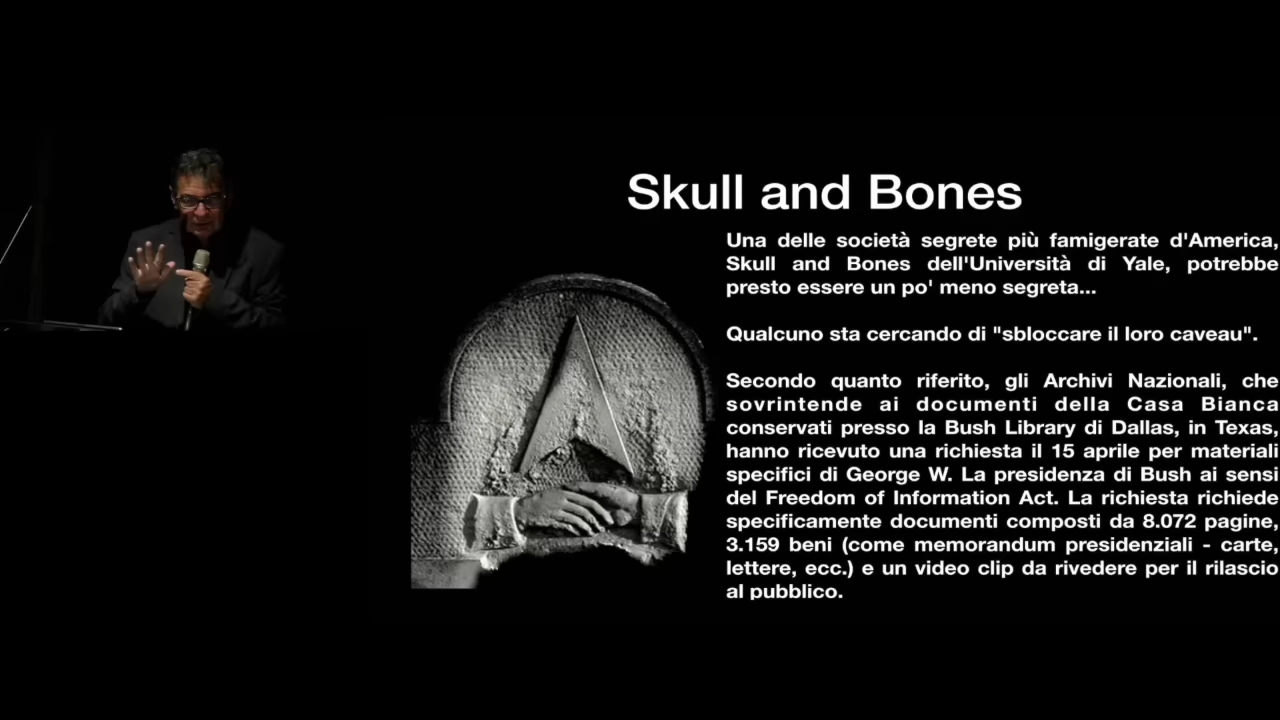 Skull and Bones
Una delle società segrete più famigerate d'America,
Skull and Bones dell'Università di Yale, potrebbe
presto essere un po' meno segreta...
Qualcuno sta cercando di "sbloccare il loro caveau".
Secondo quanto riferito, gli Archivi Nazionali, che
sovrintende ai documenti della Casa Bianca
conservati presso la Bush Library di Dallas, in Texas,
hanno ricevuto una richiesta il 15 aprile per materiali
specifici di George W. La presidenza di Bush ai sensi
del Freedom of Information Act. La richiesta richiede
specificamente documenti composti da 8.072 pagine,
3.159 beni (come memorandum presidenziali - carte,
lettere, ecc.) e un video clip da rivedere per il rilascio
al pubblico.